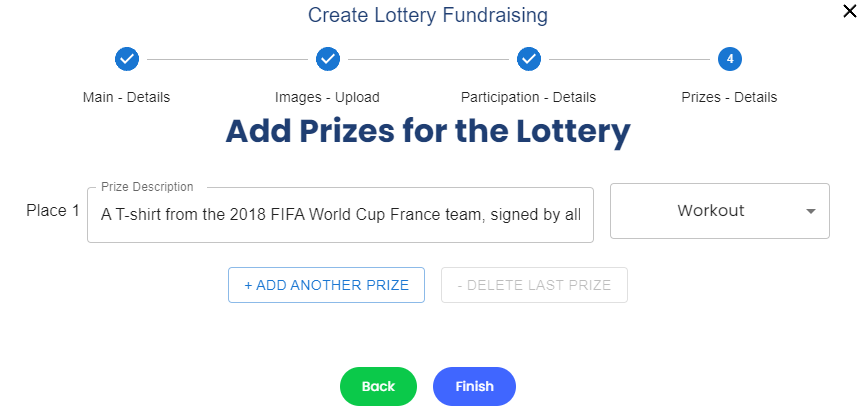 Create Lottery Fundraising
4
Main - Details
Images - Upload
Participation - Details
Prizes - Details
Add Prizes for the Lottery
Prize Description
Place 1
A T-shirt from the 2018 FIFA World Cup France team, signed by all
Workout
+ ADD ANOTHER PRIZE
- DELETE LAST PRIZE
Back
Finish